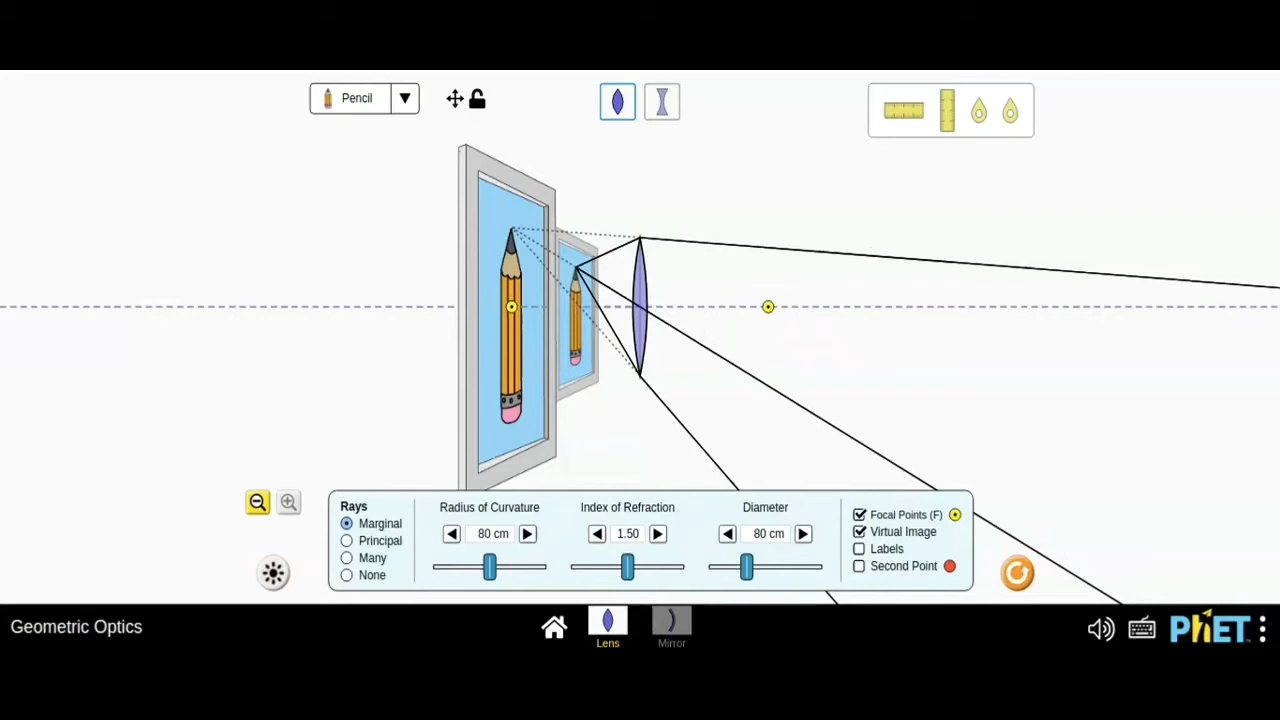 Pencil
Rays
Marginal
Principal
Many
None
Radius of Curvature
80 cm
Index of Refraction
1.50
Diameter
80 cm
Focal Points (F)
Virtual Image
Labels
Second Point
Geometric Optics
Lens
Mirror
PhET